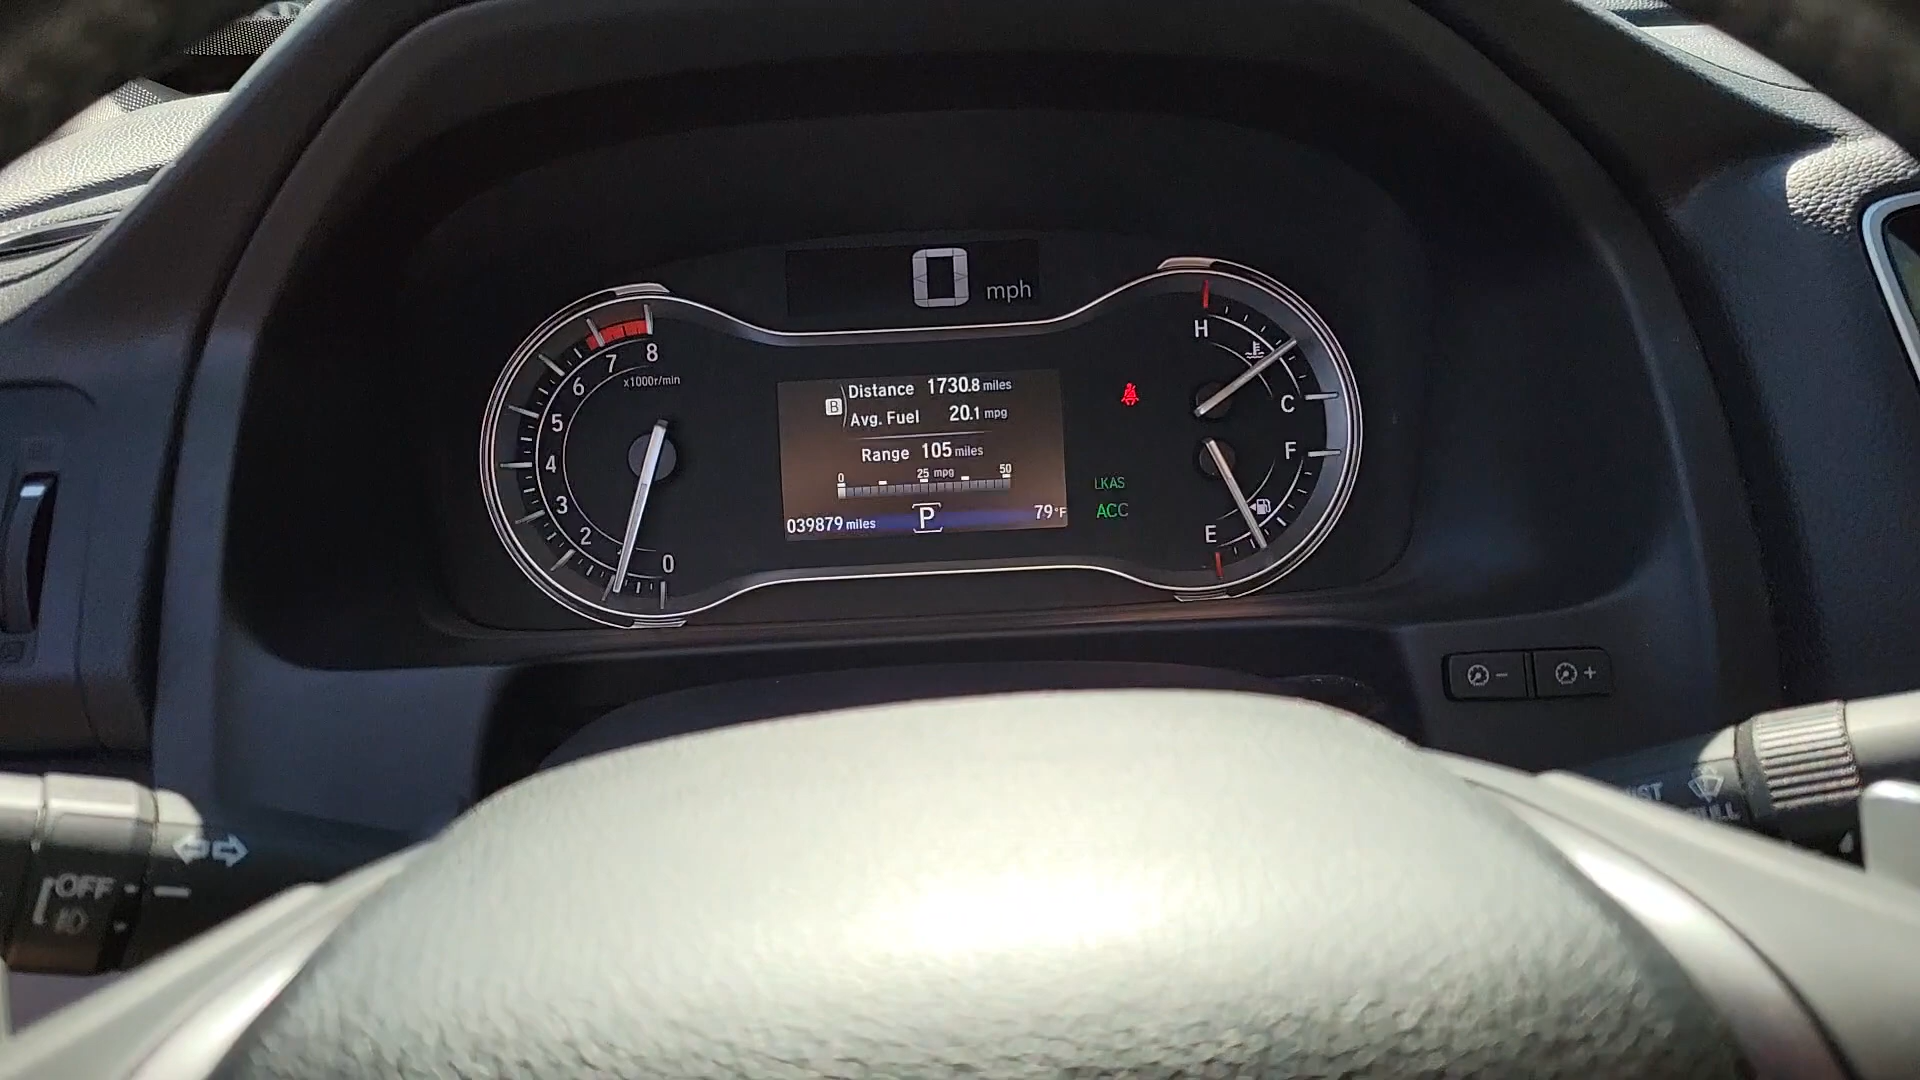 0 mph
8
7
6
x1000r/min
5
4
3
2
0
B
Distance 1730.8 miles
Avg. Fuel 20.1 mpg
Range 105 miles
0 25 mpg 50
039879 miles P 79°F
LKAS
ACC
H
C
F
E
- +
OFF